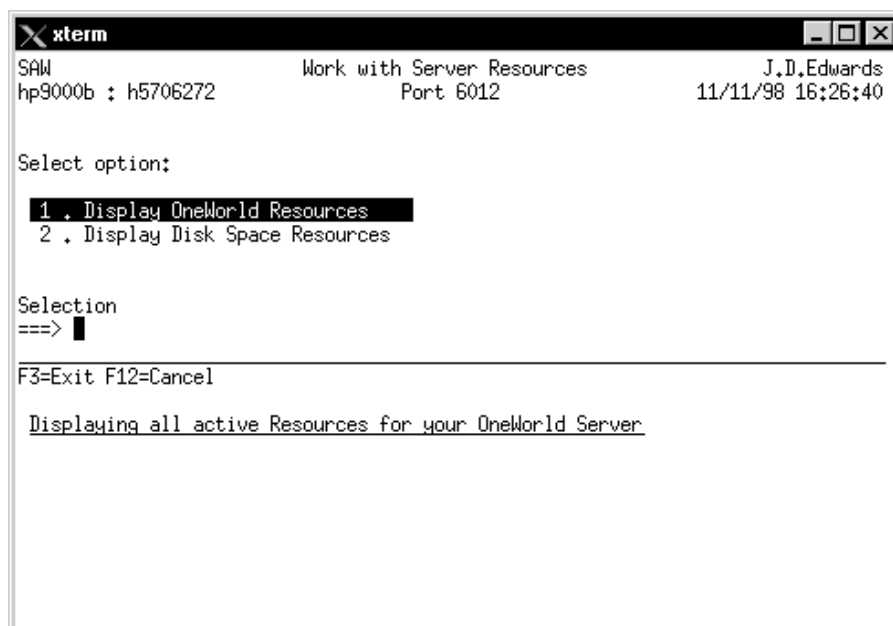 xterm
SAW Work with Server Resources J.D.Edwards
hp9000b : h5706272 Port 6012 11/11/98 16:26:40
Select option:
1 . Display OneWorld Resources
2 . Display Disk Space Resources
Selection
===>
F3=Exit F12=Cancel
Displaying all active Resources for your OneWorld Server